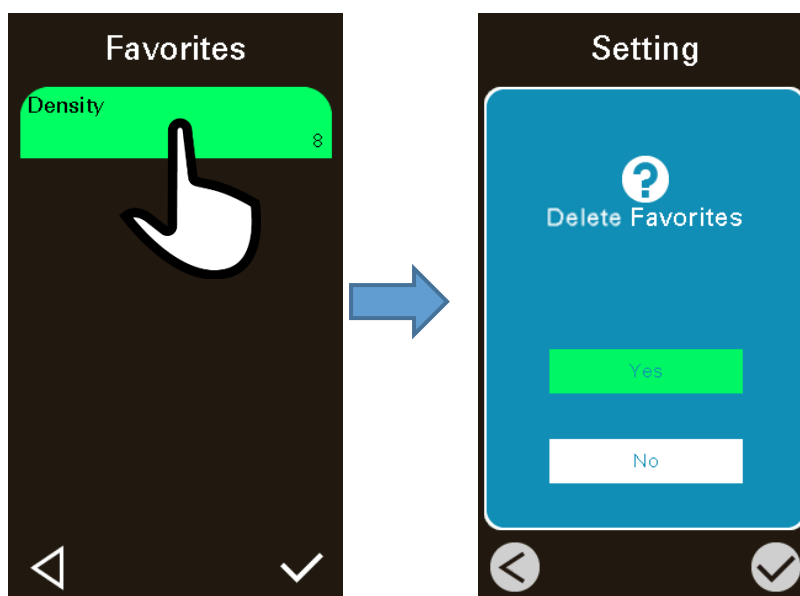 Favorites
Density
8
Setting
?
Delete Favorites
Yes
No